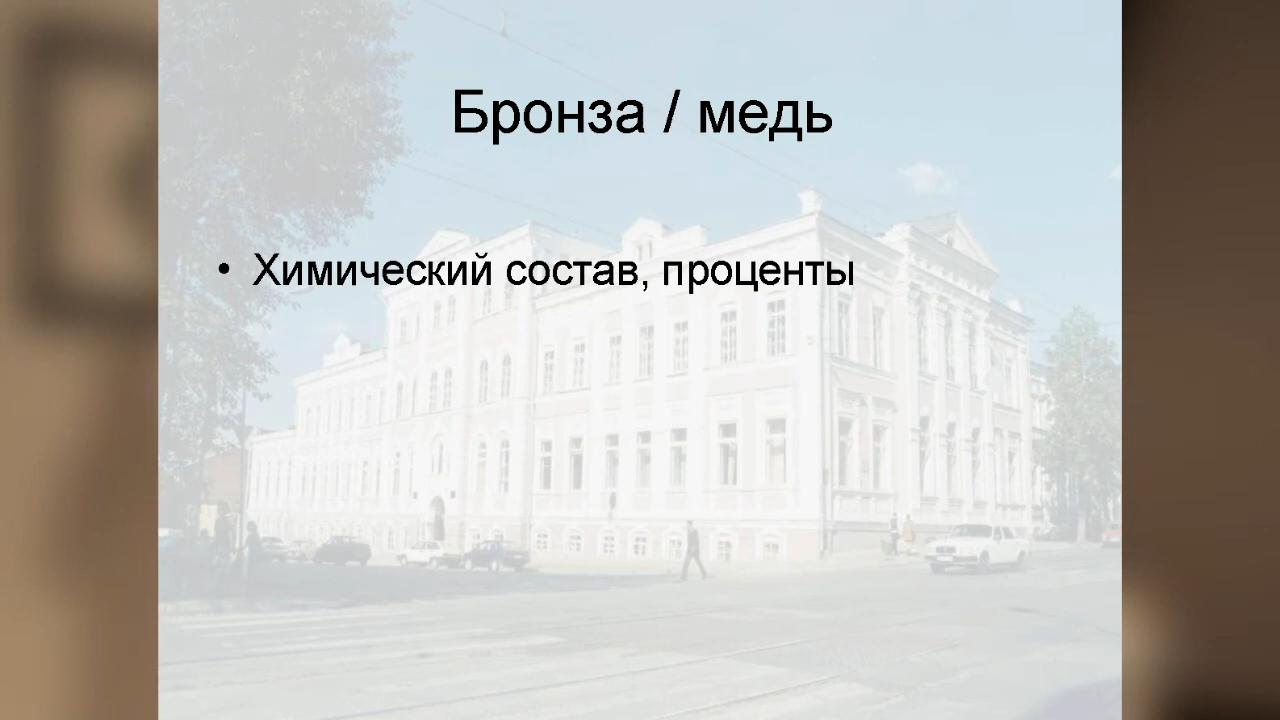 Бронза / медь
• Химический состав, проценты